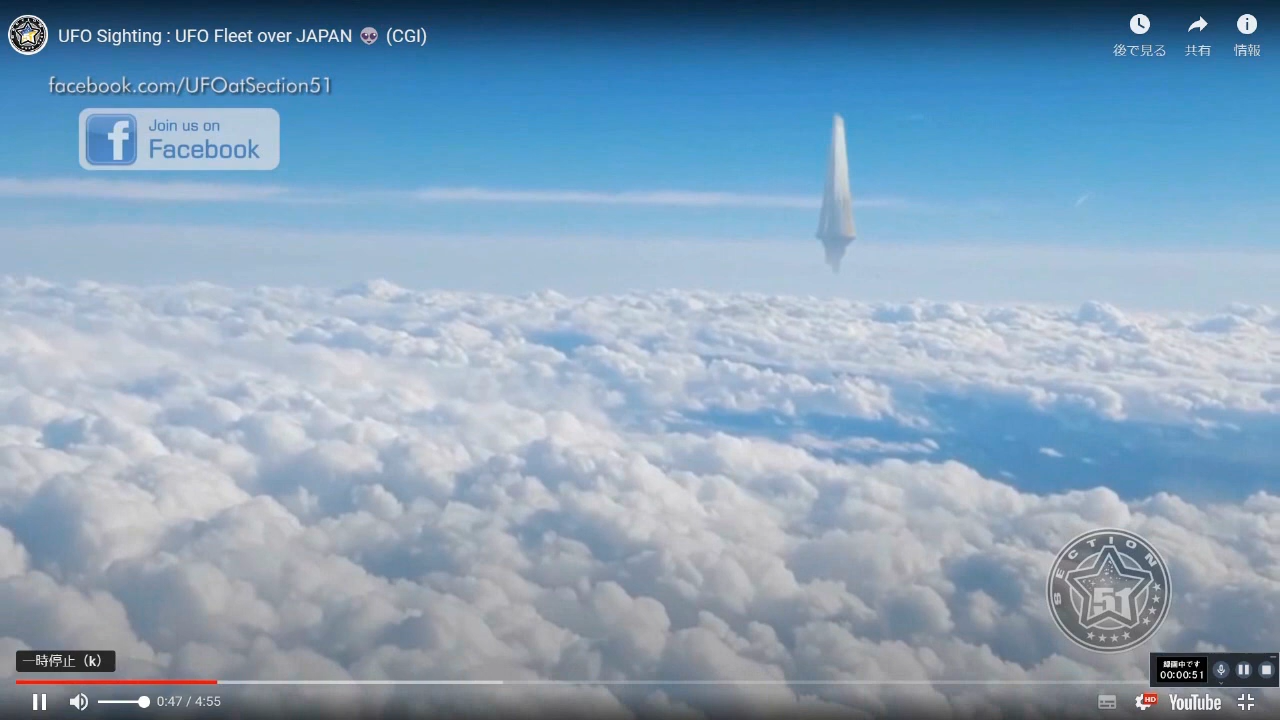 UFO Sighting : UFO Fleet over JAPAN 👽 (CGI)
後で見る
共有
情報
facebook.com/UFOatSection51
f
Join us on
Facebook
SECTION
51
一時停止（k）
録画中です
00:00:51
0:47 / 4:55
HD
YouTube